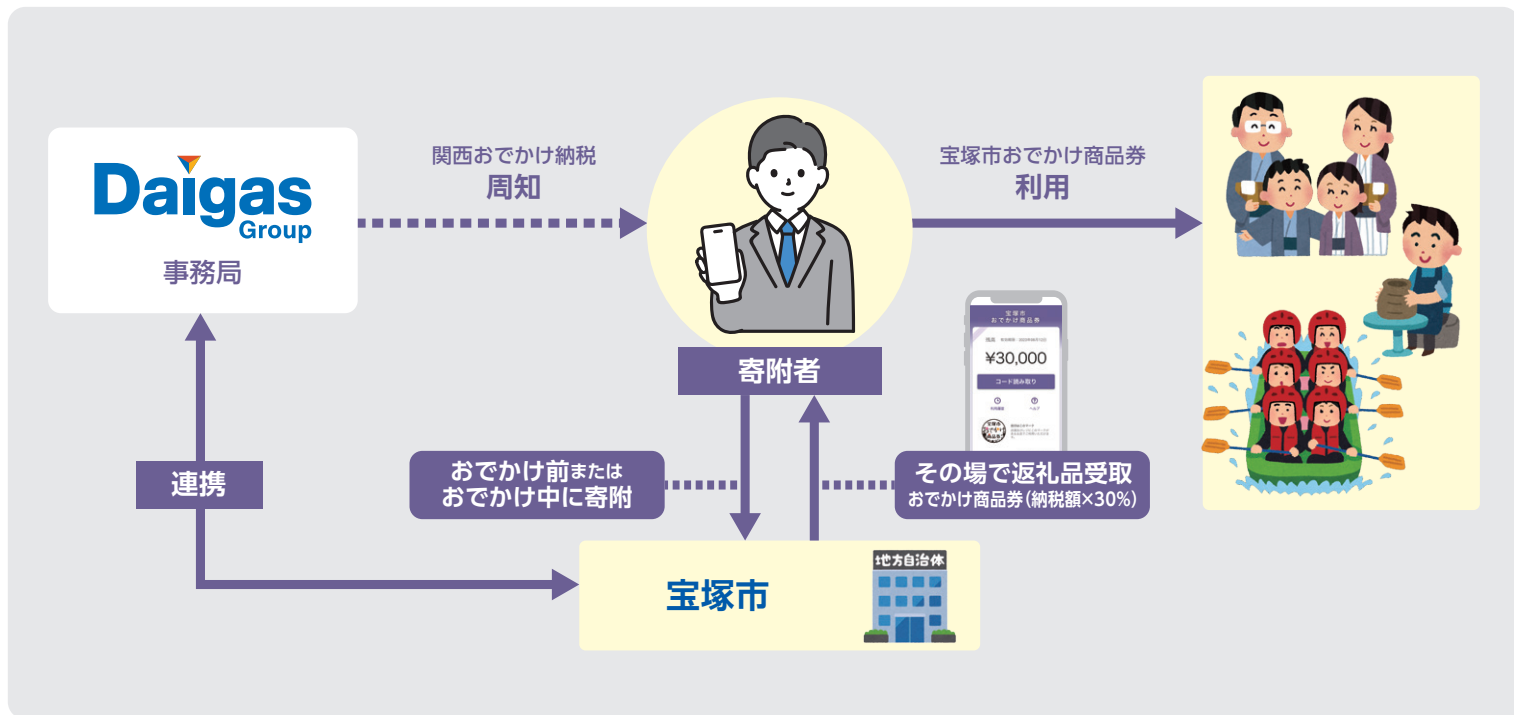 Daigas
Group
事務局
関西おでかけ納税
周知
宝塚市おでかけ商品券
利用
寄附者
宝塚市
おでかけ商品券
¥30,000
コード読み取り
ヘルプ
連携
おでかけ前または
おでかけ中に寄附
その場で返礼品受取
おでかけ商品券(納税額×30%)
宝塚市
地方自治体